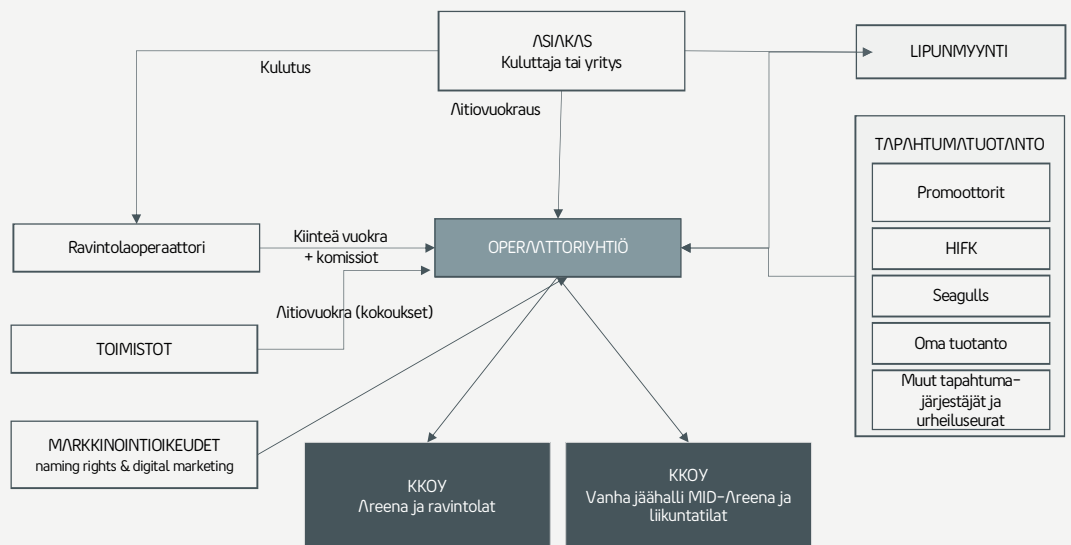 ASIAKAS
Kuluttaja tai yritys
LIPUNMYYNTI
Kulutus
Aitiovuokraus
TAPAHTUMATUOTANTO
Promoottorit
HIFK
Seagulls
Oma tuotanto
Muut tapahtuma-
järjestäjät ja
urheiluseurat
Ravintolaoperaattori
Kiinteä vuokra
+ komissiot
OPERAATTORIYHTIÖ
Aitiovuokra (kokoukset)
TOIMISTOT
MARKKINOINTIOIKEUDET
naming rights & digital marketing
KKOY
Areena ja ravintolat
KKOY
Vanha jäähalli MID-Areena ja
liikuntatilat